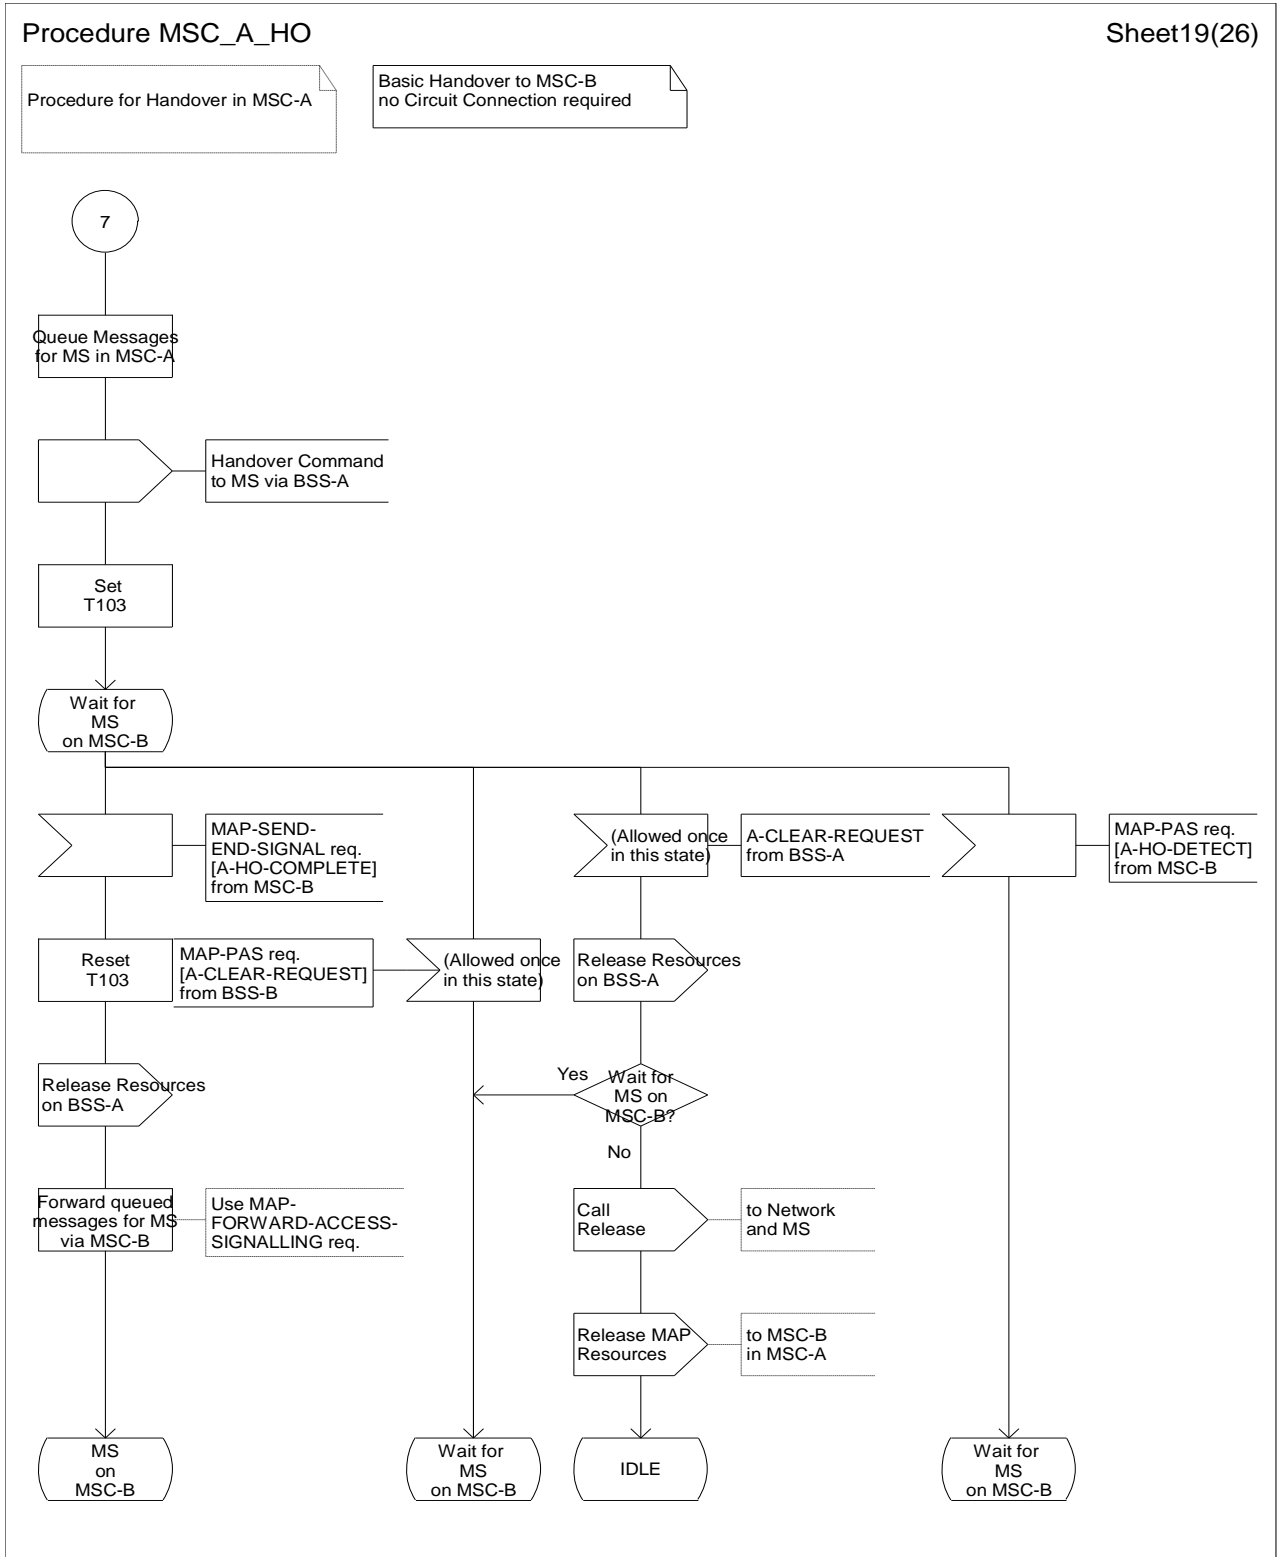 Procedure MSC_A_HO
Sheet19(26)
Procedure for Handover in MSC-A
Basic Handover to MSC-B
no Circuit Connection required
7
Queue Messages
for MS in MSC-A
Handover Command
to MS via BSS-A
Set
T103
Wait for
MS
on MSC-B
MAP-SEND-
END-SIGNAL req.
[A-HO-COMPLETE]
from MSC-B
(Allowed once
in this state)
A-CLEAR-REQUEST
from BSS-A
MAP-PAS req.
[A-HO-DETECT]
from MSC-B
Reset
T103
MAP-PAS req.
[A-CLEAR-REQUEST]
from BSS-B
(Allowed once
in this state)
Release Resources
on BSS-A
Release Resources
on BSS-A
Yes
Wait for
MS on
MSC-B?
No
Forward queued
messages for MS
via MSC-B
Use MAP-
FORWARD-ACCESS-
SIGNALLING req.
Call
Release
to Network
and MS
Release MAP
Resources
to MSC-B
in MSC-A
MS
on
MSC-B
Wait for
MS
on MSC-B
IDLE
Wait for
MS
on MSC-B